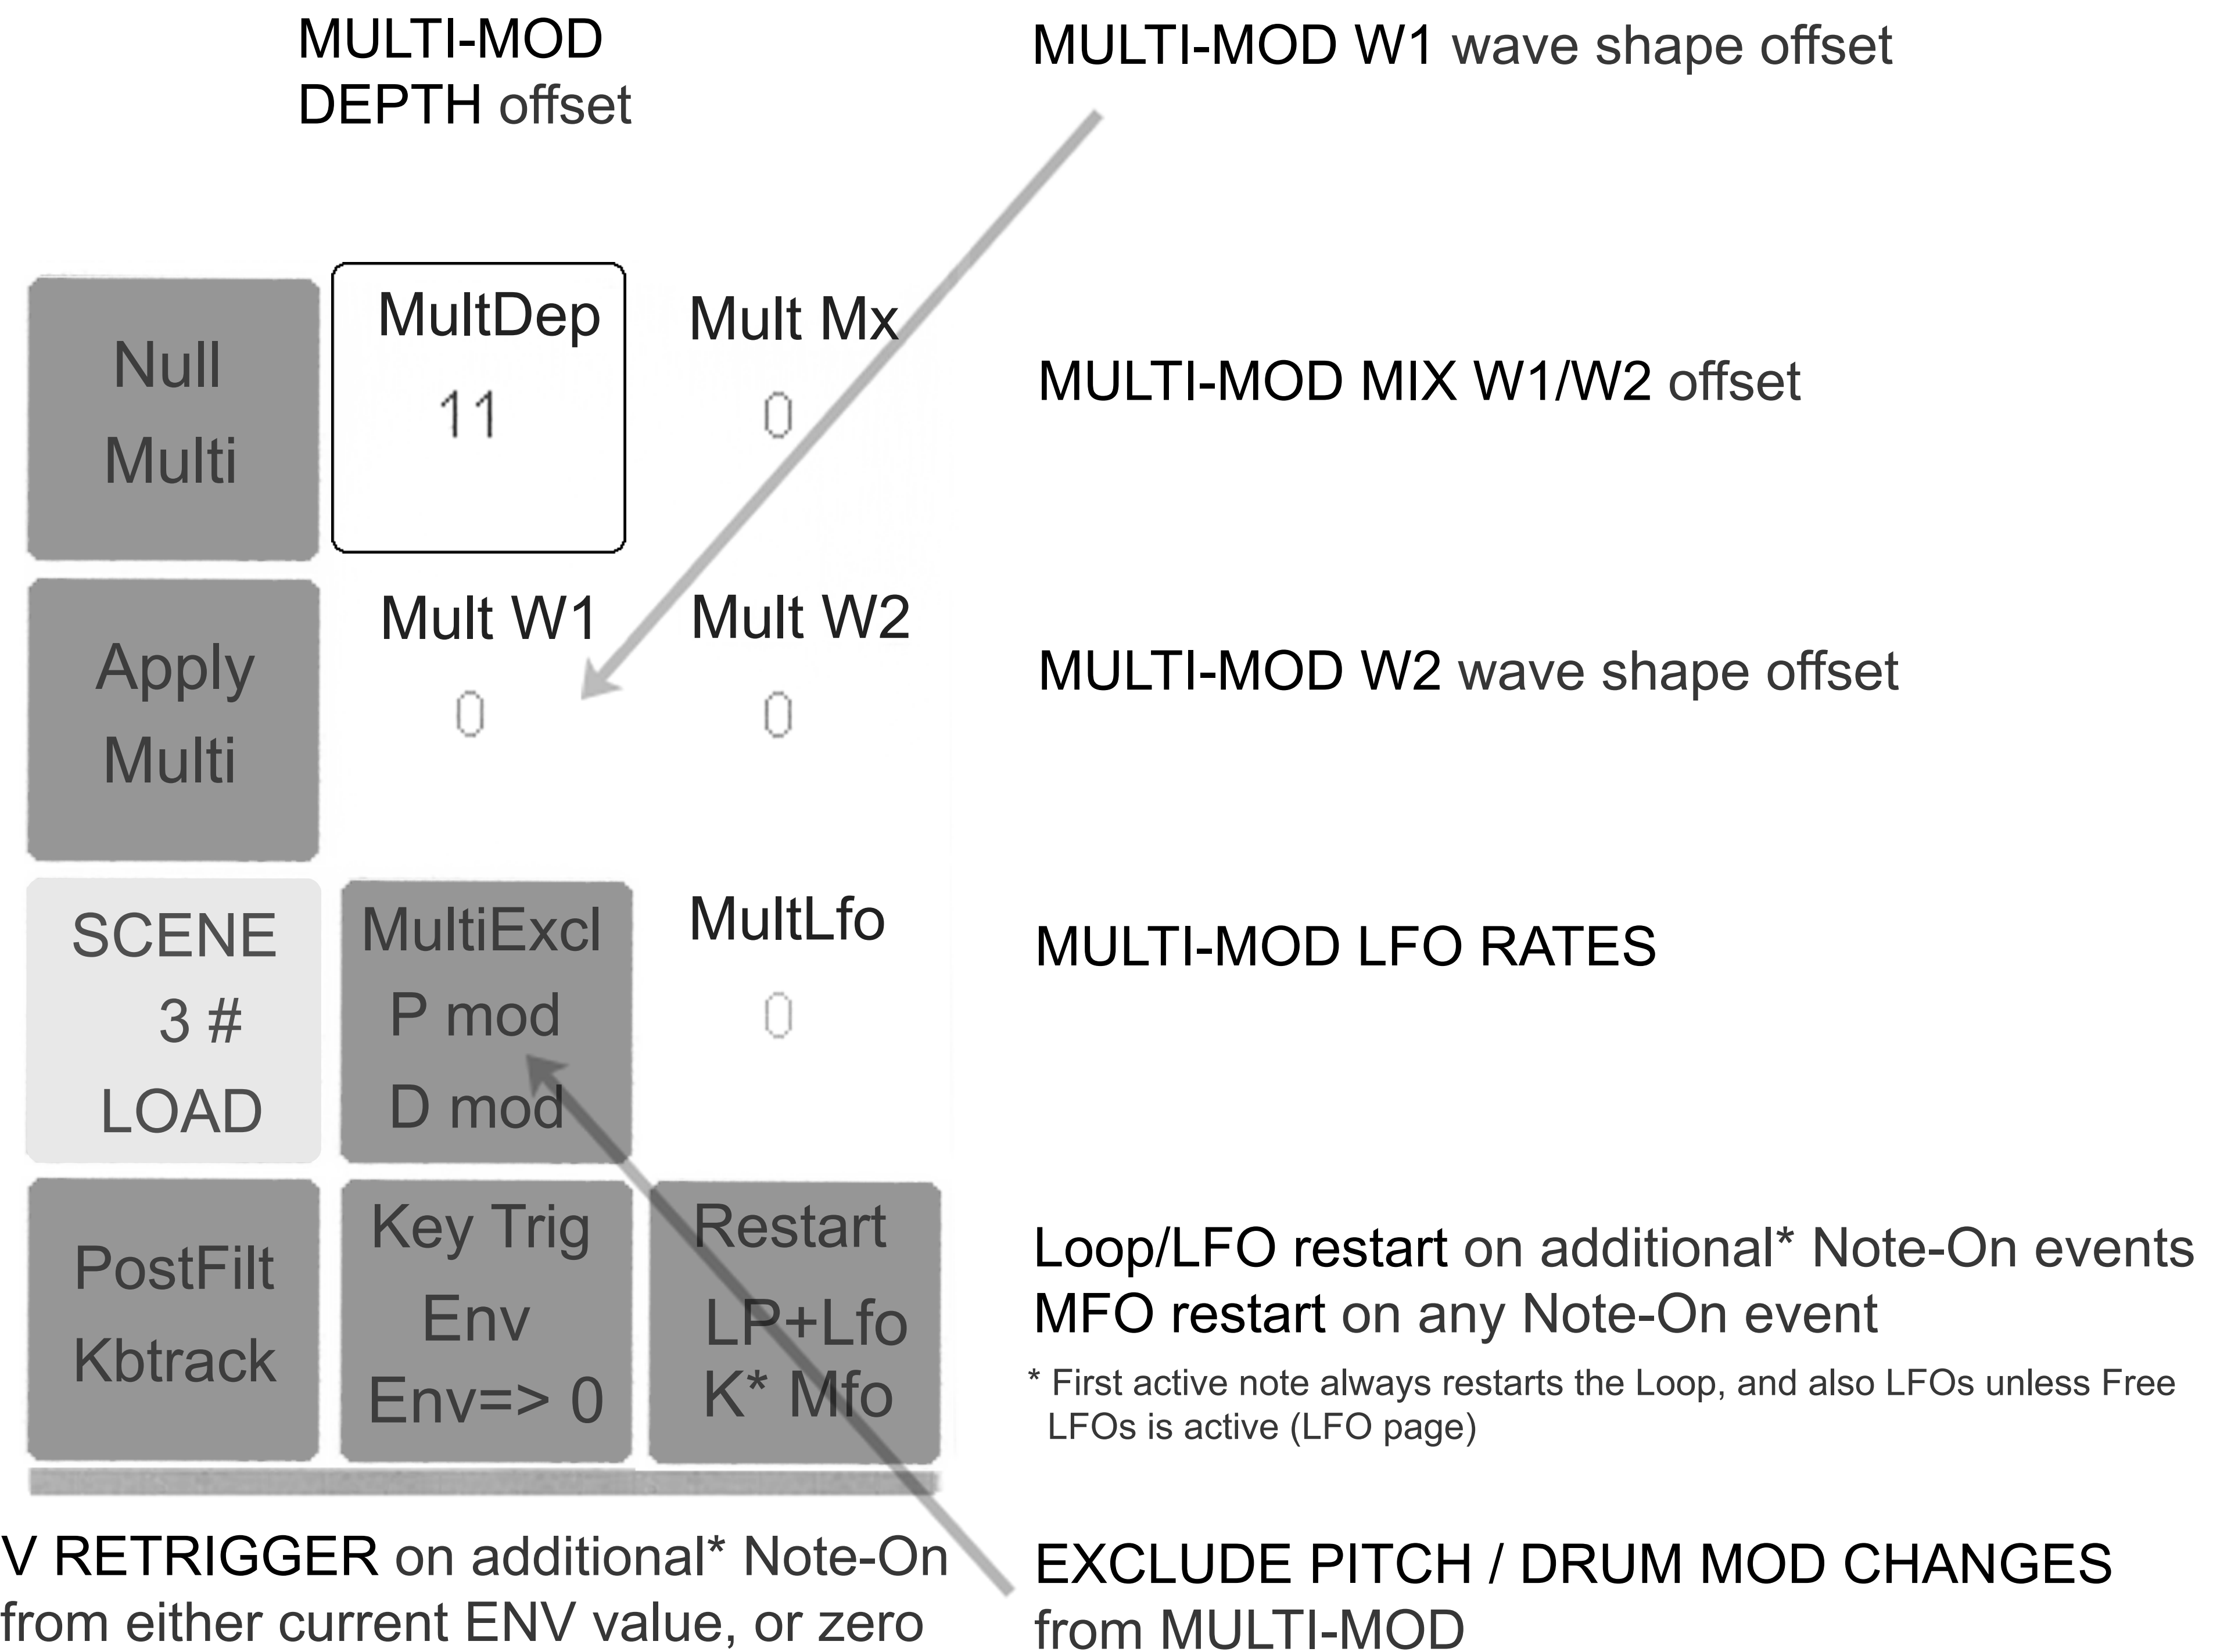 MULTI-MOD
DEPTH offset
MULTI-MOD W1 wave shape offset
Null
Multi
MultDep
11
Mult Mx
0
MULTI-MOD MIX W1/W2 offset
Apply
Multi
Mult W1
0
Mult W2
0
MULTI-MOD W2 wave shape offset
SCENE
3 #
LOAD
MultiExcl
P mod
D mod
MultLfo
0
MULTI-MOD LFO RATES
PostFilt
Kbtrack
Key Trig
Env
Env=> 0
Restart
LP+Lfo
K* Mfo
Loop/LFO restart on additional* Note-On events
MFO restart on any Note-On event
* First active note always restarts the Loop, and also LFOs unless Free
LFOs is active (LFO page)
V RETRIGGER on additional* Note-On
from either current ENV value, or zero
EXCLUDE PITCH / DRUM MOD CHANGES
from MULTI-MOD